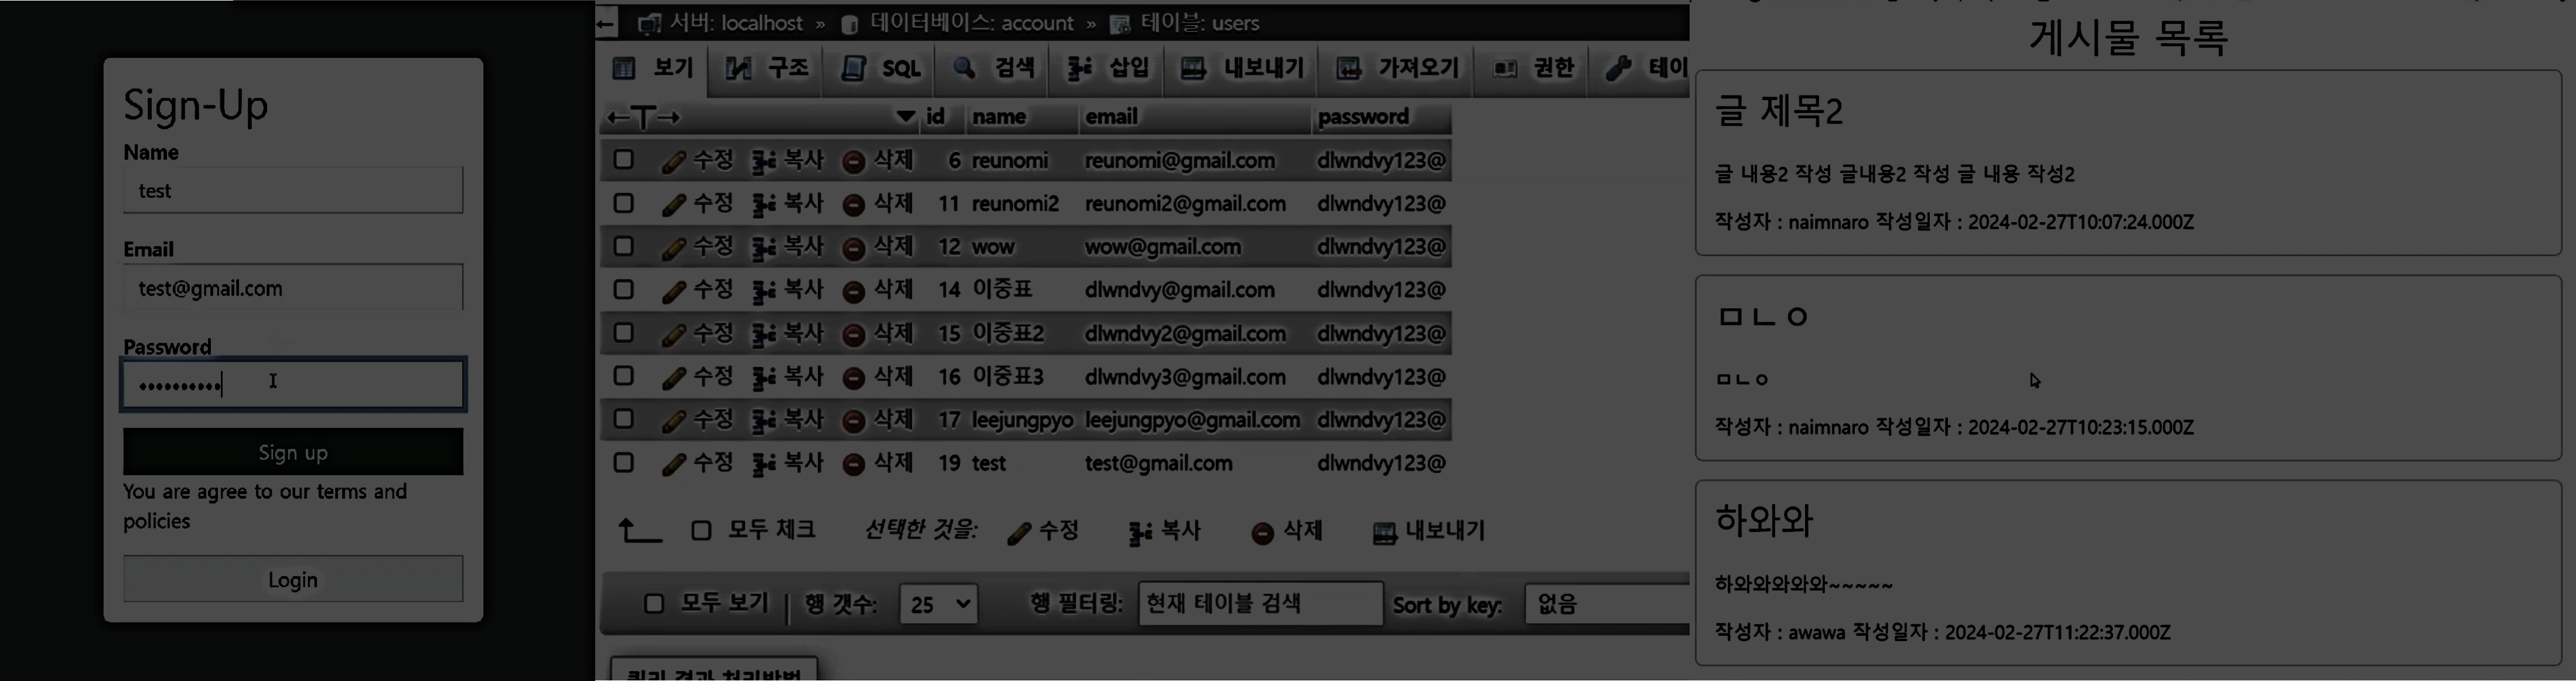 Sign-Up
Name
test
Email
test@gmail.com
Password
••••••••••
Sign up
You are agree to our terms and
policies
Login
서버: localhost » 데이터베이스: account » 테이블: users
보기 구조 SQL 검색 삽입 내보내기 가져오기 권한 테이
←T→ ▼ id name email password
수정 복사 삭제 6 reunomi reunomi@gmail.com dlwndvy123@
수정 복사 삭제 11 reunomi2 reunomi2@gmail.com dlwndvy123@
수정 복사 삭제 12 wow wow@gmail.com dlwndvy123@
수정 복사 삭제 14 이중표 dlwndvy@gmail.com dlwndvy123@
수정 복사 삭제 15 이중표2 dlwndvy2@gmail.com dlwndvy123@
수정 복사 삭제 16 이중표3 dlwndvy3@gmail.com dlwndvy123@
수정 복사 삭제 17 leejungpyo leejungpyo@gmail.com dlwndvy123@
수정 복사 삭제 19 test test@gmail.com dlwndvy123@
모두 체크 선택한 것을: 수정 복사 삭제 내보내기
모두 보기 | 행 갯수: 25 행 필터링: 현재 테이블 검색 Sort by key: 없음
게시물 목록
글 제목2
글 내용2 작성 글내용2 작성 글 내용 작성2
작성자 : naimnaro 작성일자 : 2024-02-27T10:07:24.000Z
ㅁㄴㅇ
ㅁㄴㅇ
작성자 : naimnaro 작성일자 : 2024-02-27T10:23:15.000Z
하와와
하와와와와와~~~~~
작성자 : awawa 작성일자 : 2024-02-27T11:22:37.000Z